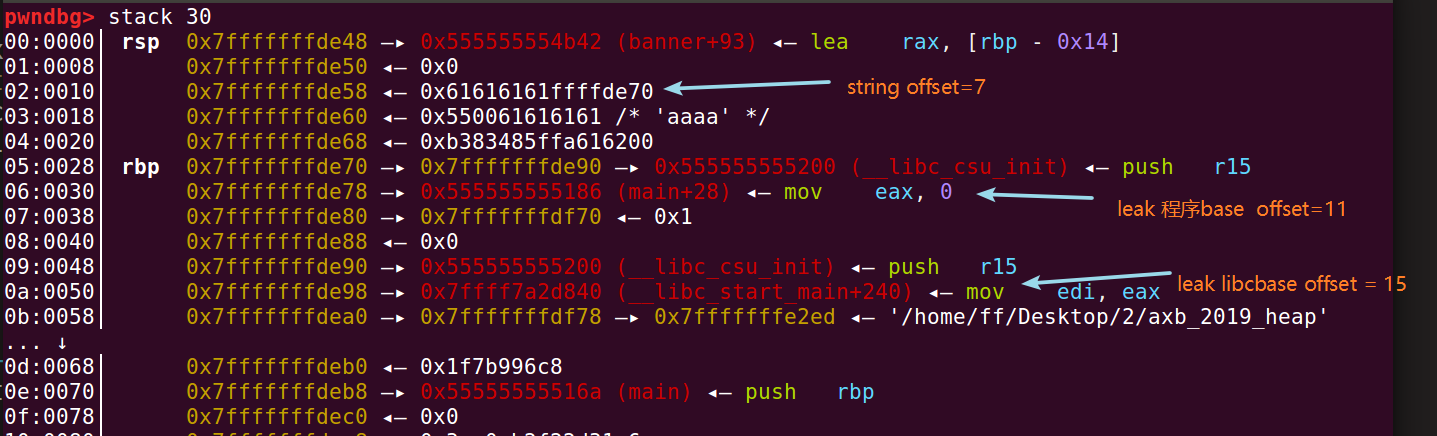 pwndbg> stack 30
00:0000│ rsp 0x7fffffffde48 —▸ 0x555555554b42 (banner+93) ◂— lea rax, [rbp - 0x14]
01:0008│ 0x7fffffffde50 ◂— 0x0
02:0010│ 0x7fffffffde58 ◂— 0x61616161ffffde70 string offset=7
03:0018│ 0x7fffffffde60 ◂— 0x550061616161 /* 'aaaa' */
04:0020│ 0x7fffffffde68 ◂— 0xb383485ffa616200
05:0028│ rbp 0x7fffffffde70 —▸ 0x7fffffffde90 —▸ 0x555555555200 (__libc_csu_init) ◂— push r15
06:0030│ 0x7fffffffde78 —▸ 0x555555555186 (main+28) ◂— mov eax, 0
leak 程序base offset=11
07:0038│ 0x7fffffffde80 —▸ 0x7fffffffdf70 ◂— 0x1
08:0040│ 0x7fffffffde88 ◂— 0x0
09:0048│ 0x7fffffffde90 —▸ 0x555555555200 (__libc_csu_init) ◂— push r15
0a:0050│ 0x7fffffffde98 —▸ 0x7ffff7a2d840 (__libc_start_main+240) ◂— mov edi, eax leak libcbase offset = 15
0b:0058│ 0x7fffffffdea0 —▸ 0x7fffffffdf78 —▸ 0x7fffffffe2ed ◂— '/home/ff/Desktop/2/axb_2019_heap'
... ↓
0d:0068│ 0x7fffffffdeb0 ◂— 0x1f7b996c8
0e:0070│ 0x7fffffffdeb8 —▸ 0x55555555516a (main) ◂— push rbp
0f:0078│ 0x7fffffffdec0 ◂— 0x0